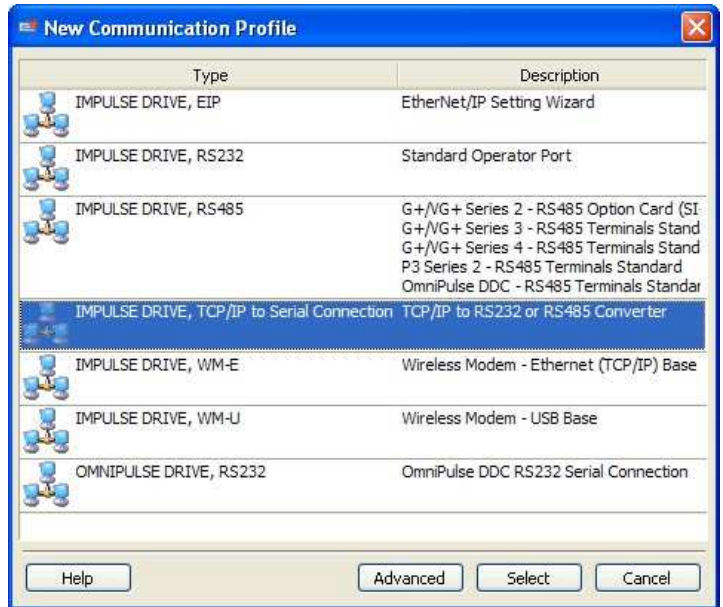 New Communication Profile
Type Description
IMPULSE DRIVE, EIP EtherNet/IP Setting Wizard
IMPULSE DRIVE, RS232 Standard Operator Port
IMPULSE DRIVE, RS485 G+/VG+ Series 2 - RS485 Option Card (SI-
G+/VG+ Series 3 - RS485 Terminals Stand
G+/VG+ Series 4 - RS485 Terminals Stand
P3 Series 2 - RS485 Terminals Standard
OmniPulse DDC - RS485 Terminals Standar
IMPULSE DRIVE, TCP/IP to Serial Connection TCP/IP to RS232 or RS485 Converter
IMPULSE DRIVE, WM-E Wireless Modem - Ethernet (TCP/IP) Base
IMPULSE DRIVE, WM-U Wireless Modem - USB Base
OMNIPULSE DRIVE, RS232 OmniPulse DDC RS232 Serial Connection
Help Advanced Select Cancel